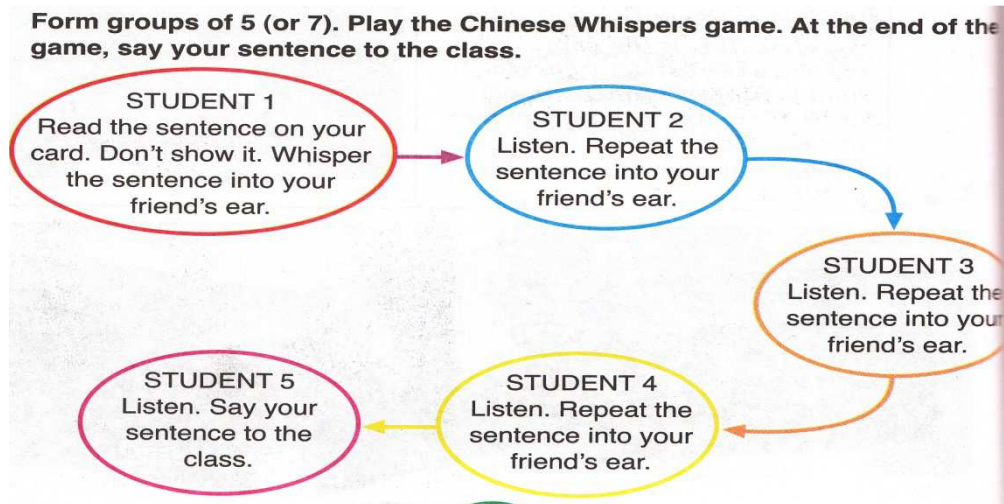 Form groups of 5 (or 7). Play the Chinese Whispers game. At the end of the
game, say your sentence to the class.
STUDENT 1
Read the sentence on your
card. Don't show it. Whisper
the sentence into your
friend's ear.
STUDENT 2
Listen. Repeat the
sentence into your
friend's ear.
STUDENT 3
Listen. Repeat the
sentence into your
friend's ear.
STUDENT 4
Listen. Repeat the
sentence into your
friend's ear.
STUDENT 5
Listen. Say your
sentence to the
class.